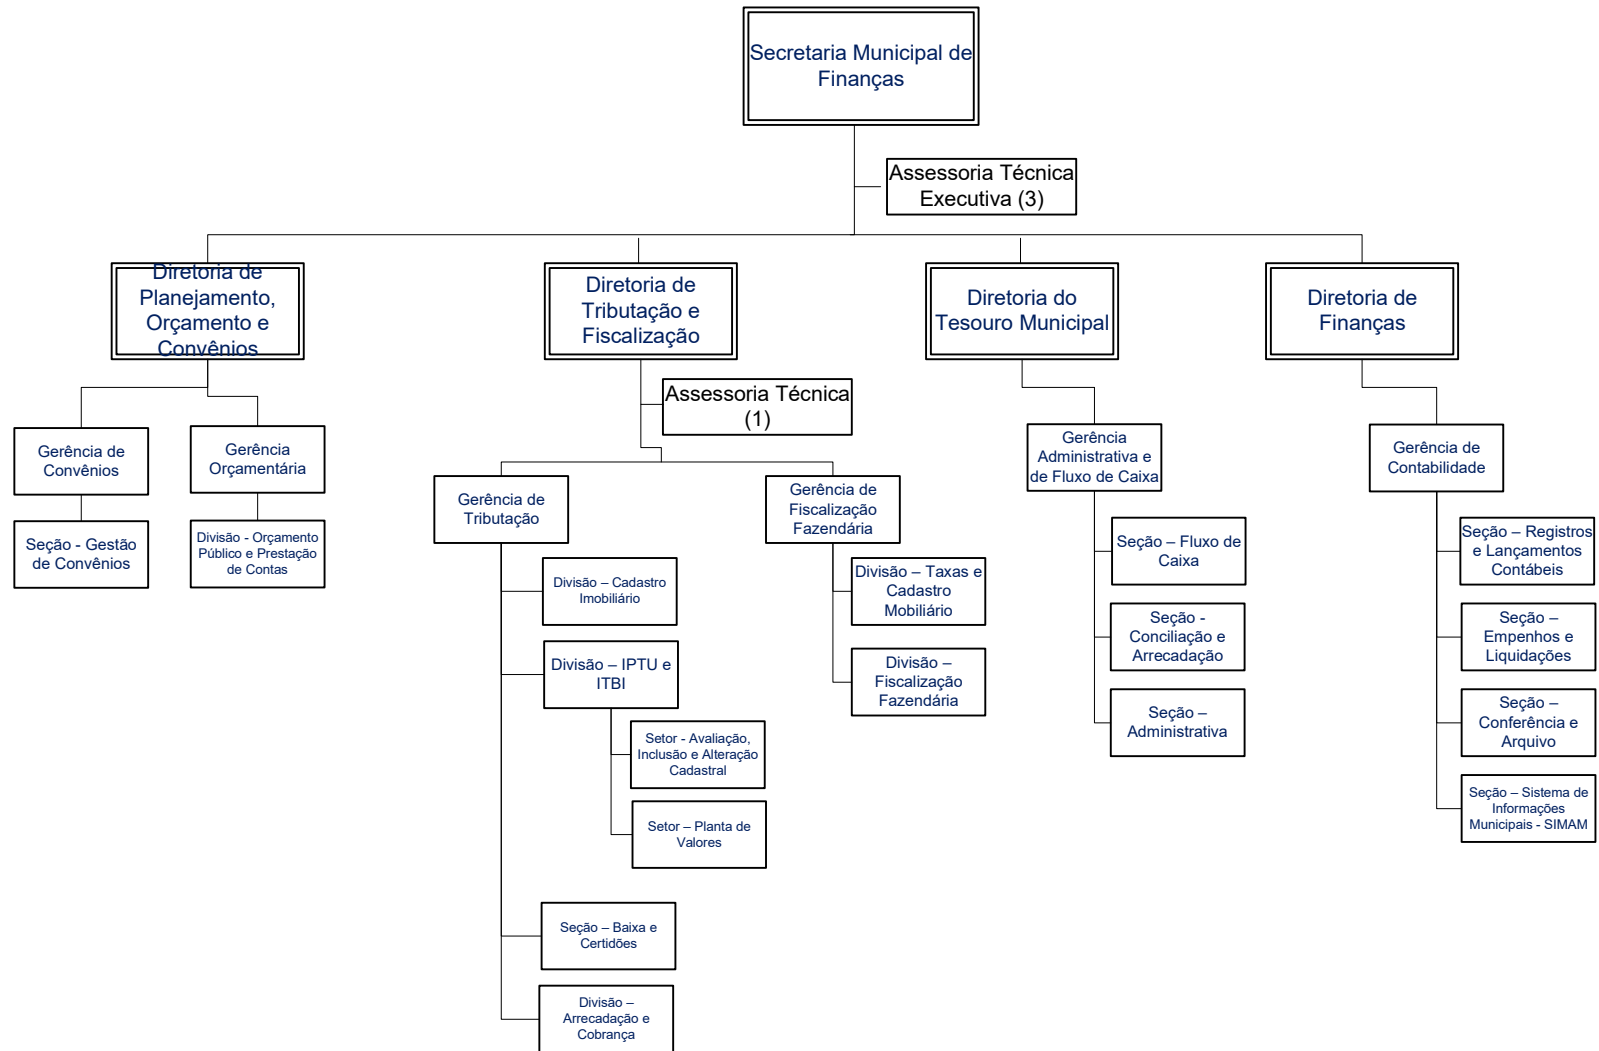 Secretaria Municipal de
Finanças
Assessoria Técnica
Executiva (3)
Diretoria de
Planejamento,
Orçamento e
Convênios
Diretoria de
Tributação e
Fiscalização
Diretoria do
Tesouro Municipal
Diretoria de
Finanças
Assessoria Técnica
(1)
Gerência de
Convênios
Gerência
Orçamentária
Gerência
Administrativa e
de Fluxo de Caixa
Gerência de
Contabilidade
Gerência de
Tributação
Gerência de
Fiscalização
Fazendária
Seção - Gestão
de Convênios
Divisão - Orçamento
Público e Prestação
de Contas
Divisão – Cadastro
Imobiliário
Divisão – IPTU e
ITBI
Setor - Avaliação,
Inclusão e Alteração
Cadastral
Setor – Planta de
Valores
Seção – Baixa e
Certidões
Divisão –
Arrecadação e
Cobrança
Divisão – Taxas e
Cadastro
Mobiliário
Divisão –
Fiscalização
Fazendária
Seção – Fluxo de
Caixa
Seção -
Conciliação e
Arrecadação
Seção –
Administrativa
Seção – Registros
e Lançamentos
Contábeis
Seção –
Empenhos e
Liquidações
Seção –
Conferência e
Arquivo
Seção – Sistema de
Informações
Municipais - SIMAM